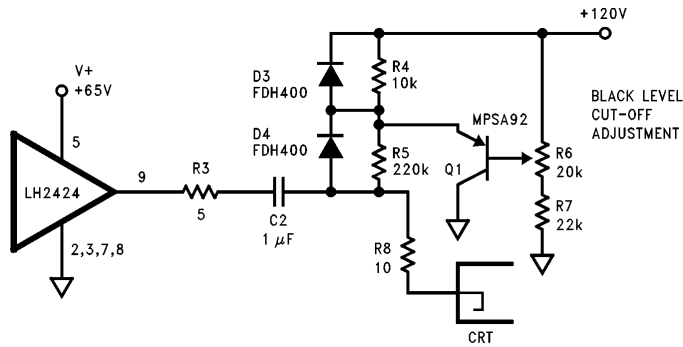 +120V
V+
+65V
D3
FDH400
R4
10k
BLACK LEVEL
CUT-OFF
ADJUSTMENT
MPSA92
D4
FDH400
5
R5
220k
Q1
R6
20k
LH2424
9
R3
5
C2
1 μF
R7
22k
2,3,7,8
R8
10
CRT